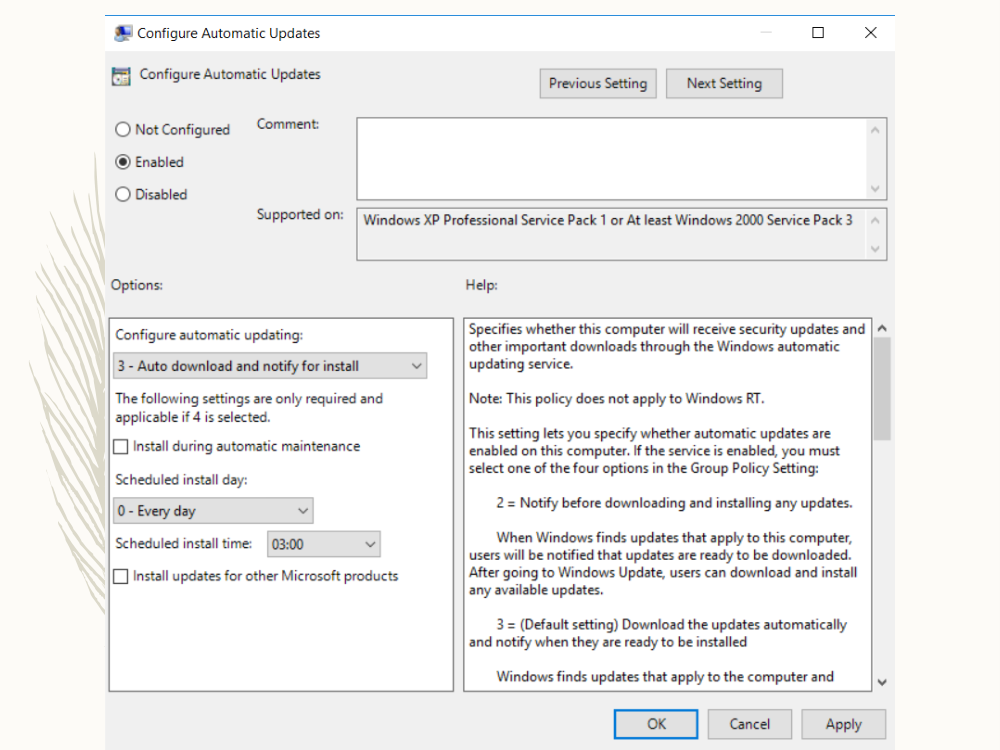 Configure Automatic Updates
Configure Automatic Updates
Previous Setting
Next Setting
Not Configured
Enabled
Disabled
Comment:
Supported on:
Windows XP Professional Service Pack 1 or At least Windows 2000 Service Pack 3
Options:
Help:
Configure automatic updating:
3 - Auto download and notify for install
The following settings are only required and
applicable if 4 is selected.
Install during automatic maintenance
Scheduled install day:
0 - Every day
Scheduled install time:
03:00
Install updates for other Microsoft products
Specifies whether this computer will receive security updates and
other important downloads through the Windows automatic
updating service.
Note: This policy does not apply to Windows RT.
This setting lets you specify whether automatic updates are
enabled on this computer. If the service is enabled, you must
select one of the four options in the Group Policy Setting:
2 = Notify before downloading and installing any updates.
When Windows finds updates that apply to this computer,
users will be notified that updates are ready to be downloaded.
After going to Windows Update, users can download and install
any available updates.
3 = (Default setting) Download the updates automatically
and notify when they are ready to be installed
Windows finds updates that apply to the computer and
OK
Cancel
Apply